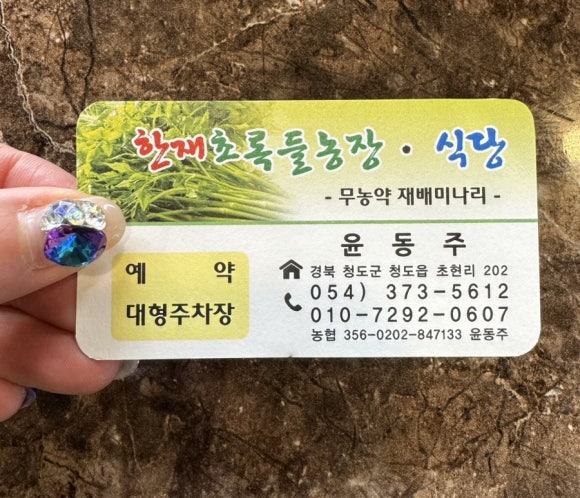 한재초록들농장 · 식당
- 무농약 재배미나리 -
윤동주
예 약
대형주차장
경북 청도군 청도읍 초현리 202
054) 373-5612
010-7292-0607
농협 356-0202-847133 윤동주